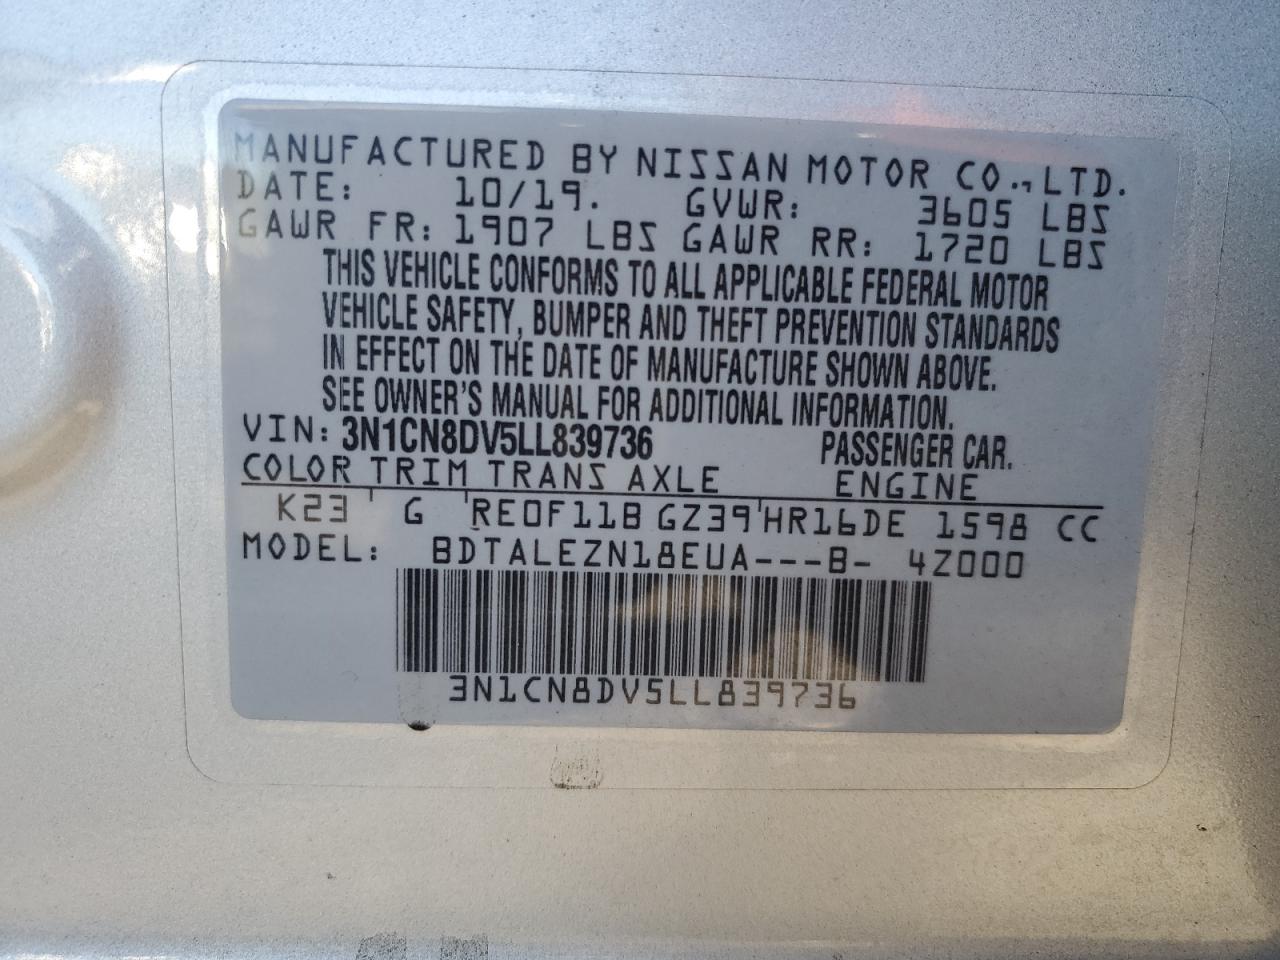 MANUFACTURED BY NISSAN MOTOR CO.,LTD.
DATE: 10/19. GVWR: 3605 LBS
GAWR FR: 1907 LBS GAWR RR: 1720 LBS
THIS VEHICLE CONFORMS TO ALL APPLICABLE FEDERAL MOTOR
VEHICLE SAFETY, BUMPER AND THEFT PREVENTION STANDARDS
IN EFFECT ON THE DATE OF MANUFACTURE SHOWN ABOVE.
SEE OWNER'S MANUAL FOR ADDITIONAL INFORMATION.
VIN: 3N1CN8DV5LL839736 PASSENGER CAR.
COLOR TRIM TRANS AXLE ENGINE
K23 G RE0F11B GZ39 HR16DE 1598 CC
MODEL: BDTALEZN18EUA---B- 4Z000
3N1CN8DV5LL839736